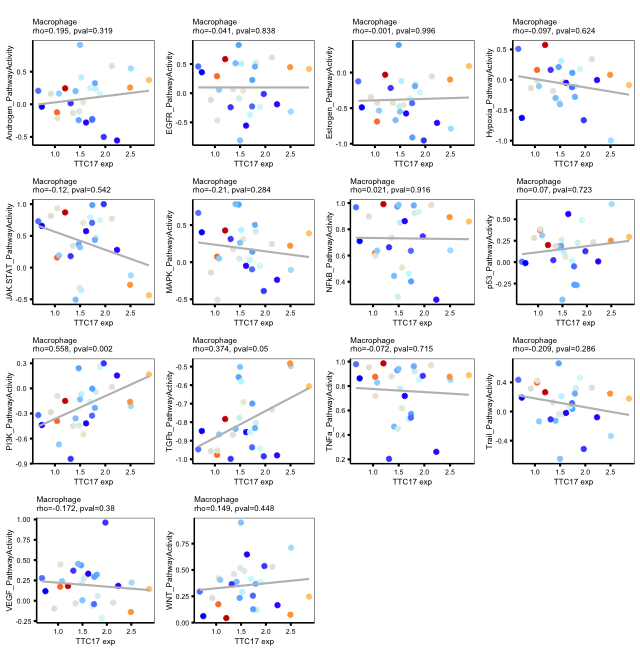 Macrophage
rho=0.195, pval=0.319
Androgen_PathwayActivity
0.5
0.0
-0.5
1.0 1.5 2.0 2.5
TTC17 exp
Macrophage
rho=-0.041, pval=0.838
EGFR_PathwayActivity
0.5
0.0
-0.5
1.0 1.5 2.0 2.5
TTC17 exp
Macrophage
rho=-0.001, pval=0.996
Estrogen_PathwayActivity
0.0
-0.5
-1.0
1.0 1.5 2.0 2.5
TTC17 exp
Macrophage
rho=-0.097, pval=0.624
Hypoxia_PathwayActivity
0.5
0.0
-0.5
-1.0
1.0 1.5 2.0 2.5
TTC17 exp
Macrophage
rho=-0.12, pval=0.542
JAK.STAT_PathwayActivity
1.0
0.5
0.0
-0.5
1.0 1.5 2.0 2.5
TTC17 exp
Macrophage
rho=-0.21, pval=0.284
MAPK_PathwayActivity
0.5
0.0
-0.5
1.0 1.5 2.0 2.5
TTC17 exp
Macrophage
rho=0.021, pval=0.916
NFkB_PathwayActivity
1.0
0.8
0.6
0.4
1.0 1.5 2.0 2.5
TTC17 exp
Macrophage
rho=0.07, pval=0.723
p53_PathwayActivity
0.50
0.25
0.00
-0.25
1.0 1.5 2.0 2.5
TTC17 exp
Macrophage
rho=0.558, pval=0.002
PI3K_PathwayActivity
0.3
0.0
-0.3
-0.6
-0.9
1.0 1.5 2.0 2.5
TTC17 exp
Macrophage
rho=0.374, pval=0.05
TGFb_PathwayActivity
-0.5
-0.6
-0.7
-0.8
-0.9
-1.0
1.0 1.5 2.0 2.5
TTC17 exp
Macrophage
rho=-0.072, pval=0.715
TNFa_PathwayActivity
1.0
0.8
0.6
0.4
0.2
1.0 1.5 2.0 2.5
TTC17 exp
Macrophage
rho=-0.209, pval=0.286
Trail_PathwayActivity
0.4
0.0
-0.4
1.0 1.5 2.0 2.5
TTC17 exp
Macrophage
rho=-0.172, pval=0.38
VEGF_PathwayActivity
1.00
0.75
0.50
0.25
0.00
-0.25
1.0 1.5 2.0 2.5
TTC17 exp
Macrophage
rho=0.149, pval=0.448
WNT_PathwayActivity
0.9
0.6
0.3
0.0
1.0 1.5 2.0 2.5
TTC17 exp